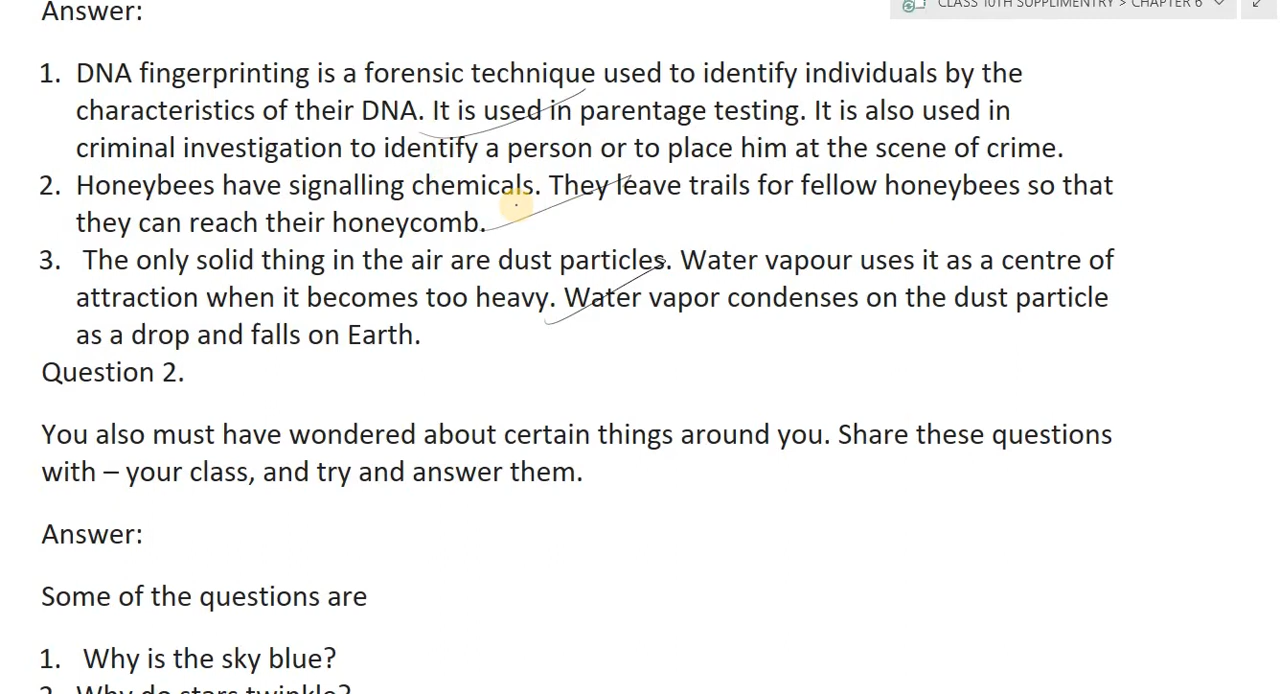 Answer:
CLASS 10TH SUPPLIMENTRY > CHAPTER 6
1. DNA fingerprinting is a forensic technique used to identify individuals by the
characteristics of their DNA. It is used in parentage testing. It is also used in
criminal investigation to identify a person or to place him at the scene of crime.
2. Honeybees have signalling chemicals. They leave trails for fellow honeybees so that
they can reach their honeycomb.
3. The only solid thing in the air are dust particles. Water vapour uses it as a centre of
attraction when it becomes too heavy. Water vapor condenses on the dust particle
as a drop and falls on Earth.
Question 2.
You also must have wondered about certain things around you. Share these questions
with – your class, and try and answer them.
Answer:
Some of the questions are
1. Why is the sky blue?
2. Why do stars twinkle?